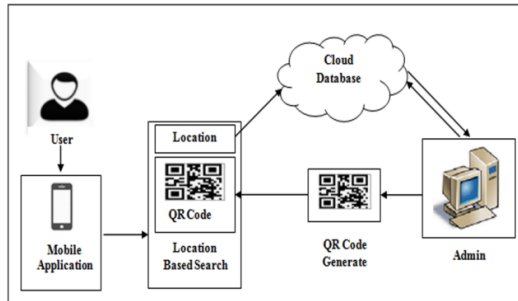 Cloud
Database
User
Location
QR Code
Location
Based Search
Mobile
Application
QR Code
Generate
Admin